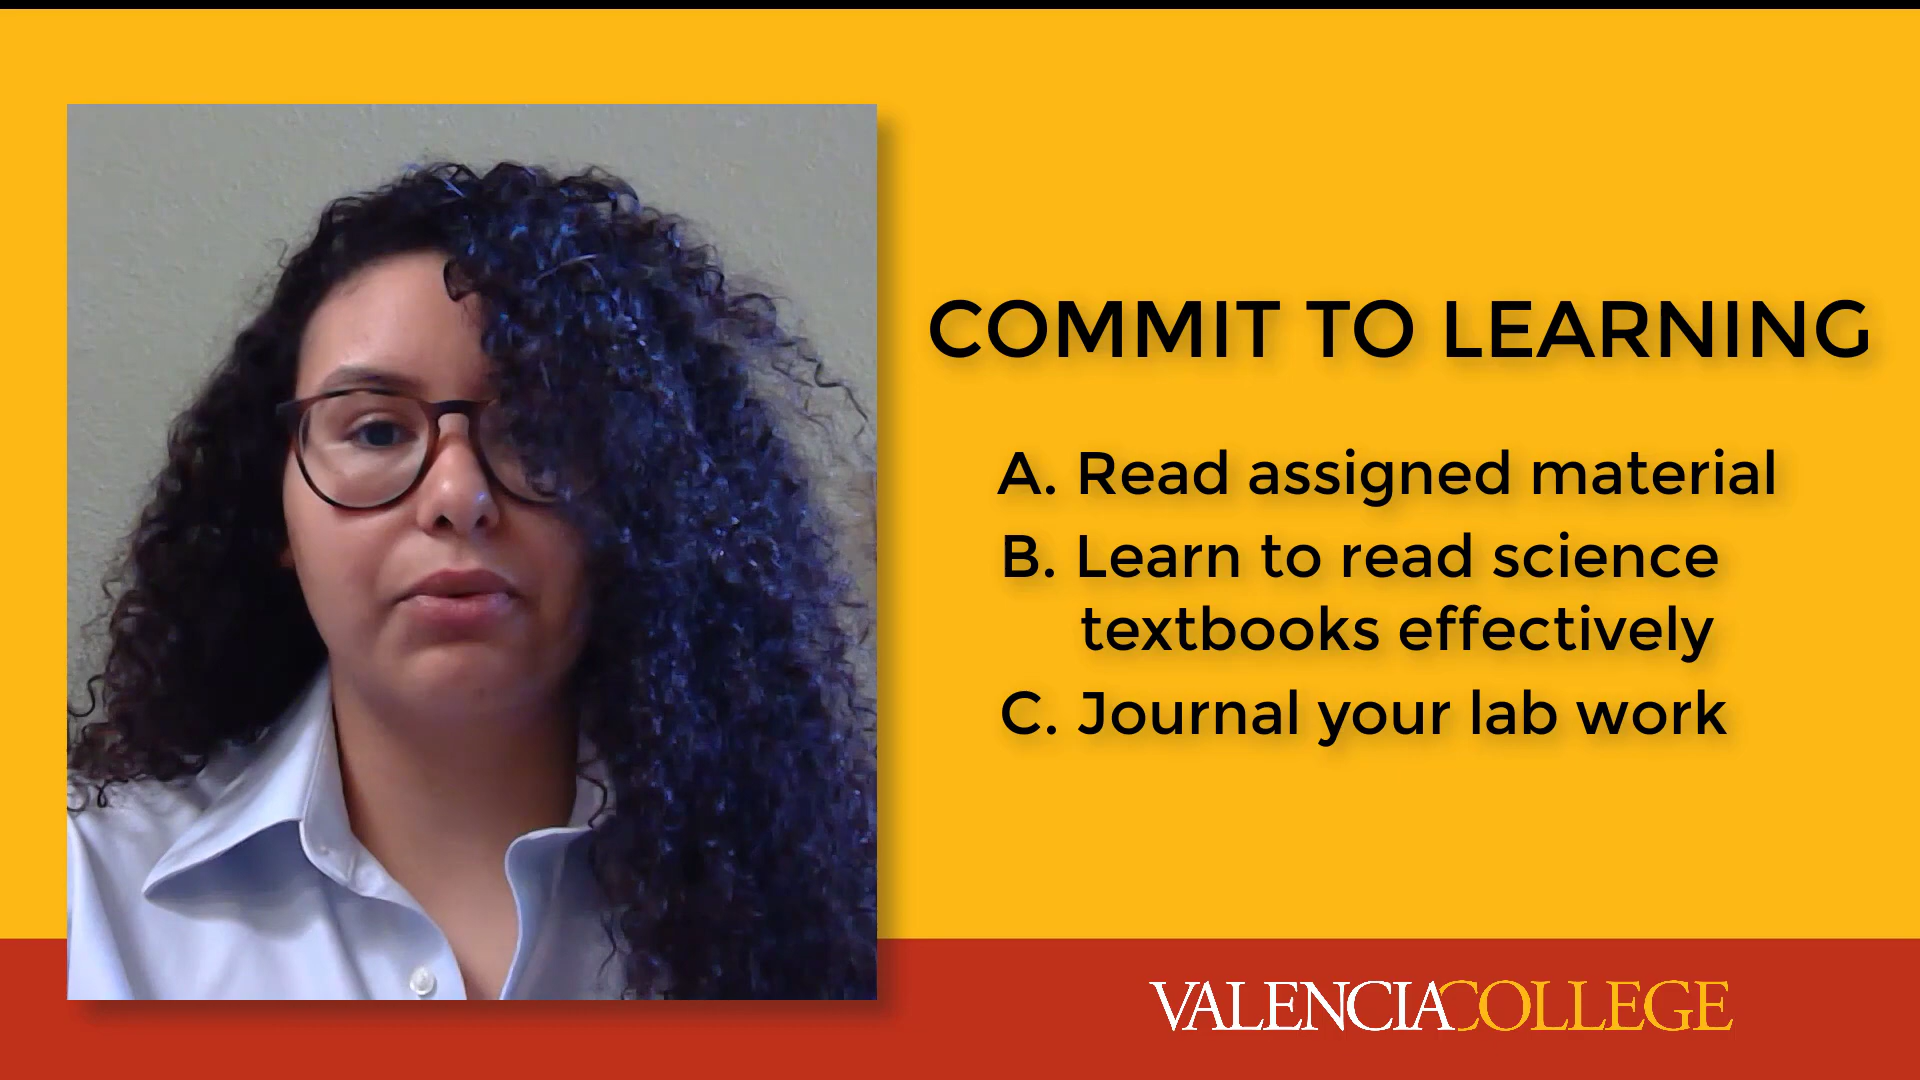 COMMIT TO LEARNING
A. Read assigned material
B. Learn to read science
textbooks effectively
C. Journal your lab work
VALENCIACOLLEGE